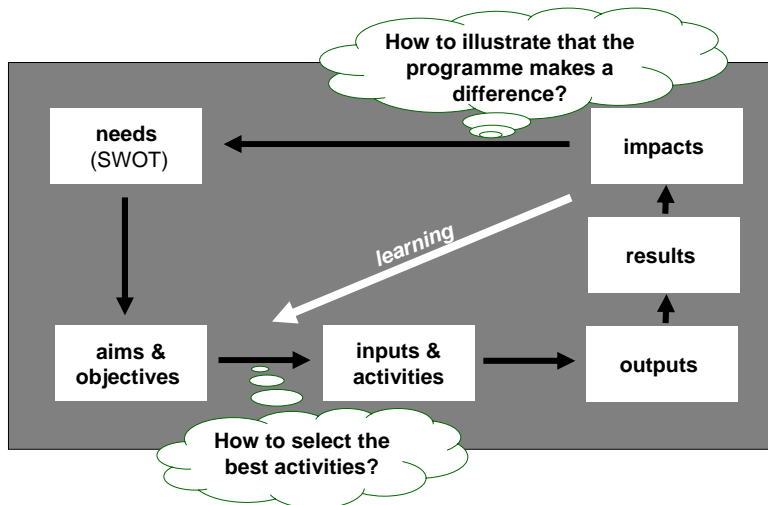 How to illustrate that the
programme makes a
difference?
needs
(SWOT)
impacts
learning
results
aims &
objectives
inputs &
activities
outputs
How to select the
best activities?